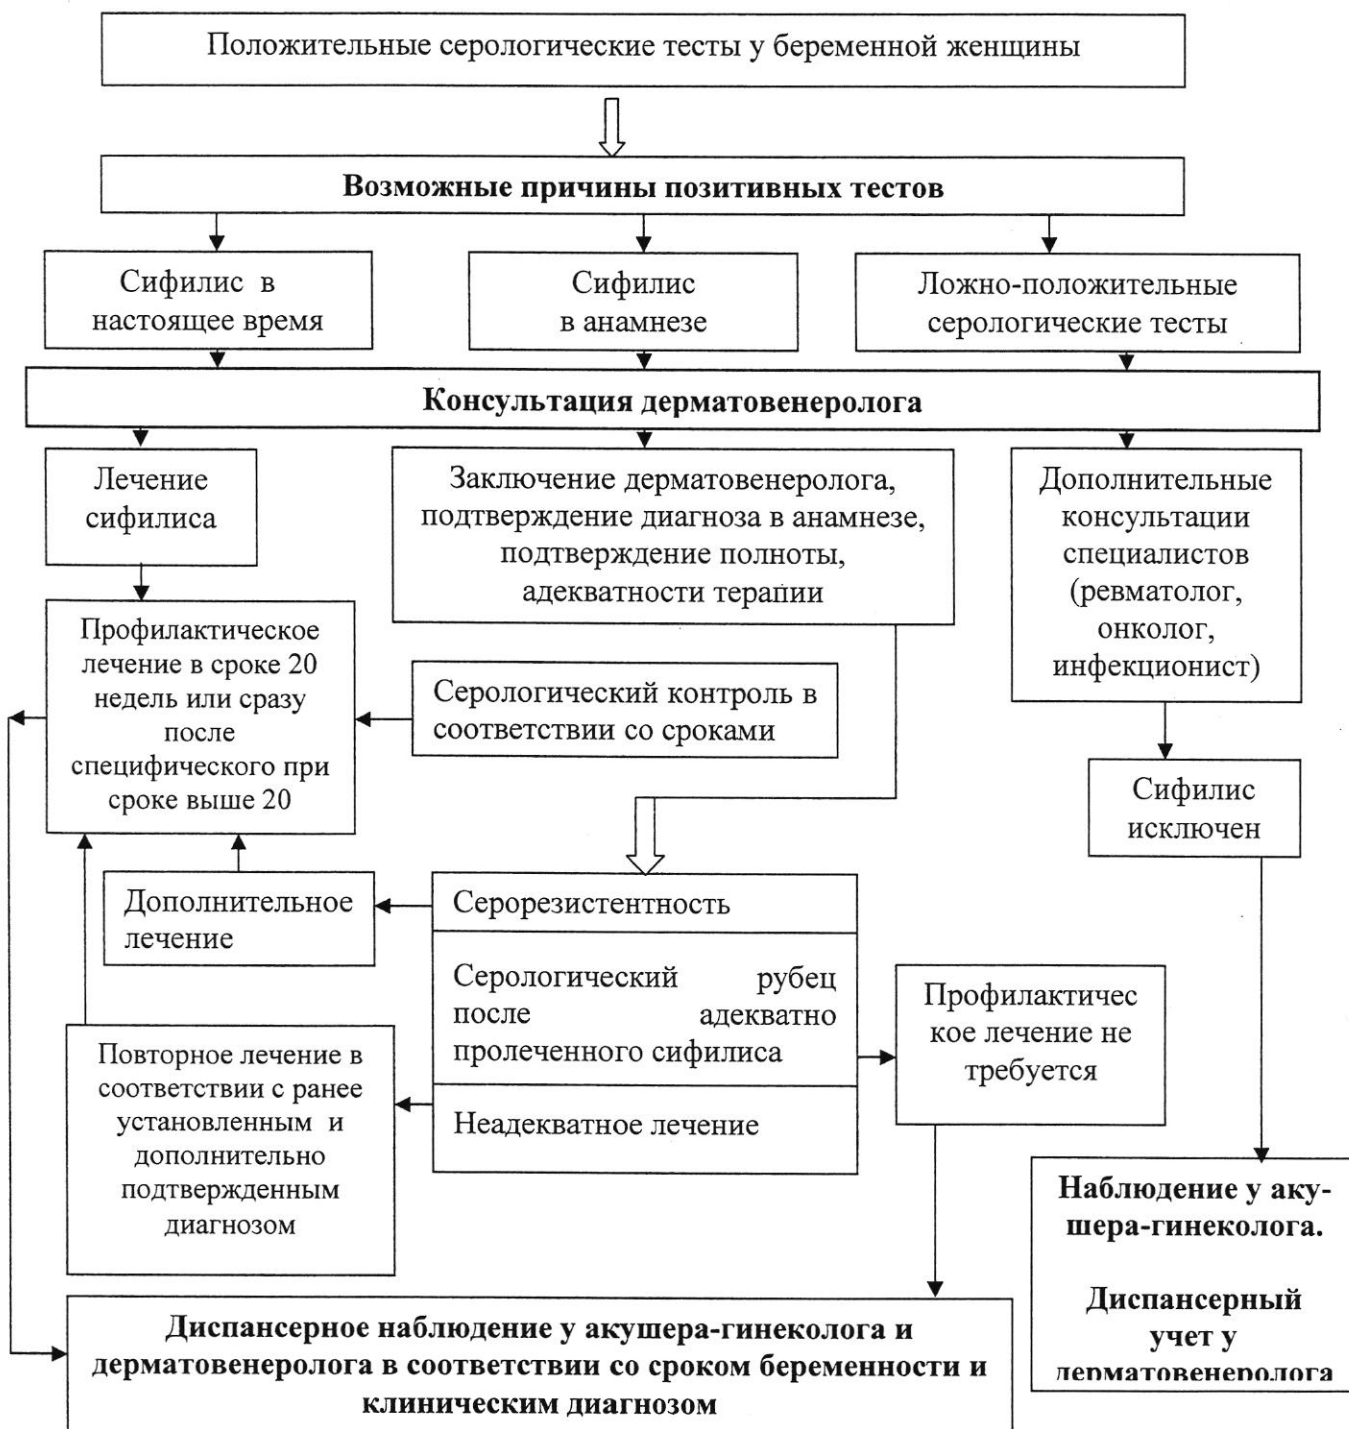 Положительные серологические тесты у беременной женщины
Возможные причины позитивных тестов
Сифилис в
настоящее время
Сифилис
в анамнезе
Ложно-положительные
серологические тесты
Консультация дерматовенеролога
Лечение
сифилиса
Заключение дерматовенеролога,
подтверждение диагноза в анамнезе,
подтверждение полноты,
адекватности терапии
Дополнительные
консультации
специалистов
(ревматолог,
онколог,
инфекционист)
Профилактическое
лечение в сроке 20
недель или сразу
после
специфического при
сроке выше 20
Серологический контроль в
соответствии со сроками
Сифилис
исключен
Дополнительное
лечение
Серорезистентность
Серологический рубец
после адекватно
пролеченного сифилиса
Неадекватное лечение
Профилактичес
кое лечение не
требуется
Повторное лечение в
соответствии с ранее
установленным и
дополнительно
подтвержденным
диагнозом
Наблюдение у аку-
шера-гинеколога.
Диспансерный
учет у
дерматовенеролога
Диспансерное наблюдение у акушера-гинеколога и
дерматовенеролога в соответствии со сроком беременности и
клиническим диагнозом